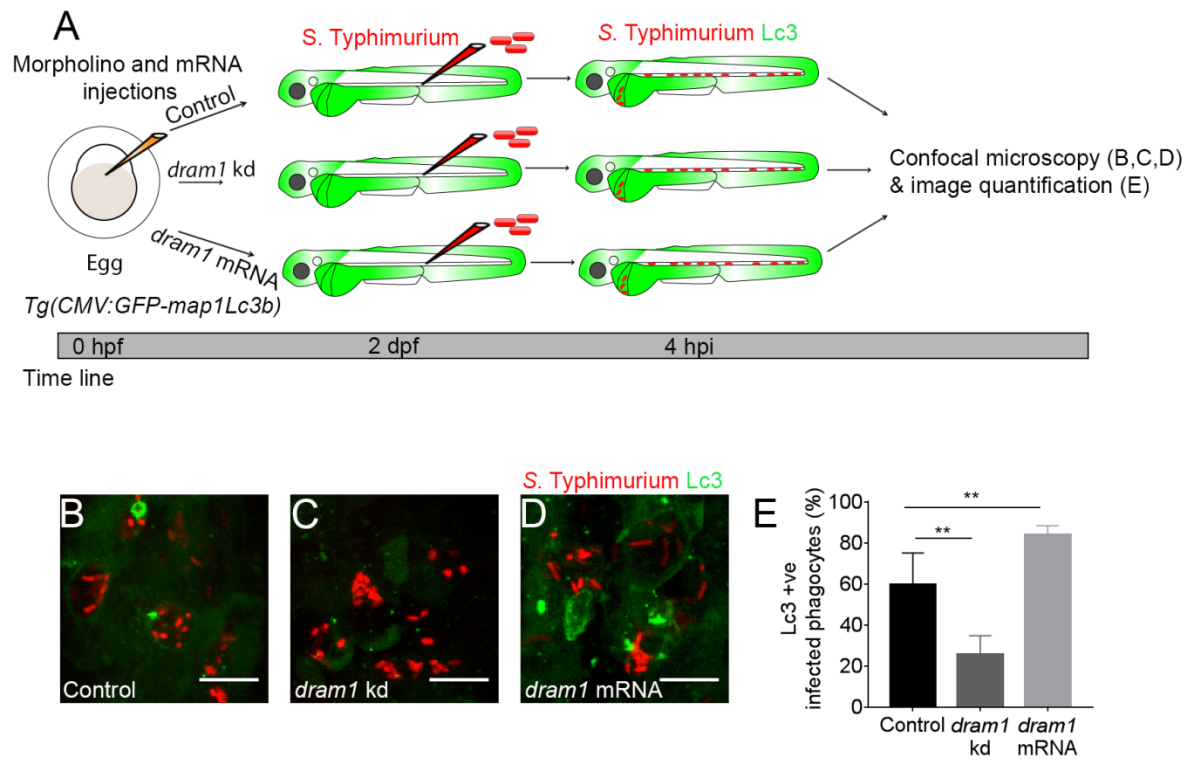 A
Morpholino and mRNA
injections
Control
dram1 kd
dram1 mRNA
Egg
Tg(CMV:GFP-map1Lc3b)
S. Typhimurium
S. Typhimurium Lc3
Confocal microscopy (B,C,D)
& image quantification (E)
0 hpf
2 dpf
4 hpi
Time line
S. Typhimurium Lc3
B
Control
C
dram1 kd
D
dram1 mRNA
E
Lc3 +ve
infected phagocytes (%)
100
80
60
40
20
0
**
**
Control
dram1
kd
dram1
mRNA